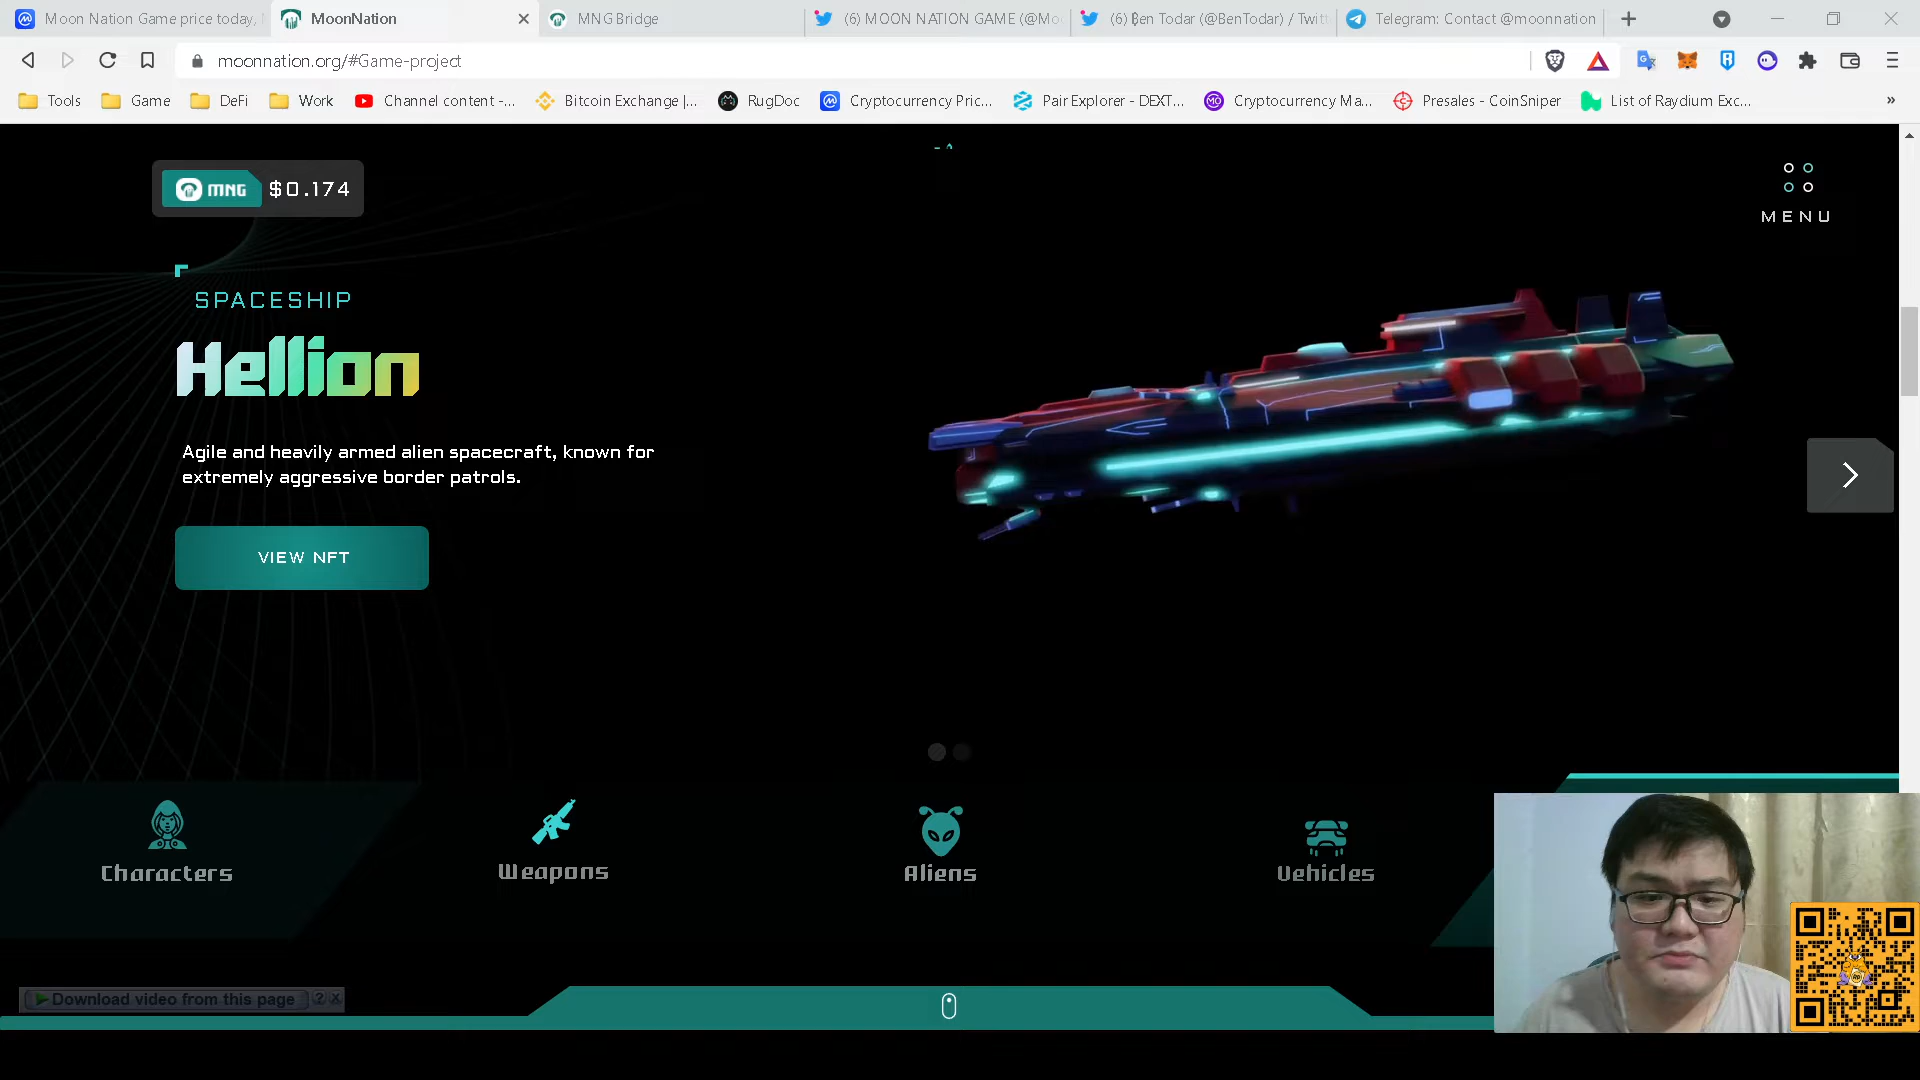 Moon Nation Game price today,
MoonNation
MNG Bridge
(6) MOON NATION GAME (@Mo
(6) ₿en Todar (@BenTodar) / Twitt
Telegram: Contact @moonnation
moonnation.org/#Game-project
Tools
Game
DeFi
Work
Channel content -...
Bitcoin Exchange |...
RugDoc
Cryptocurrency Pric...
Pair Explorer - DEXT...
Cryptocurrency Ma...
Presales - CoinSniper
List of Raydium Exc...
»
MNG $0.174
MENU
SPACESHIP
Hellion
Agile and heavily armed alien spacecraft, known for
extremely aggressive border patrols.
VIEW NFT
Characters
Weapons
Aliens
Vehicles
Download video from this page ? X